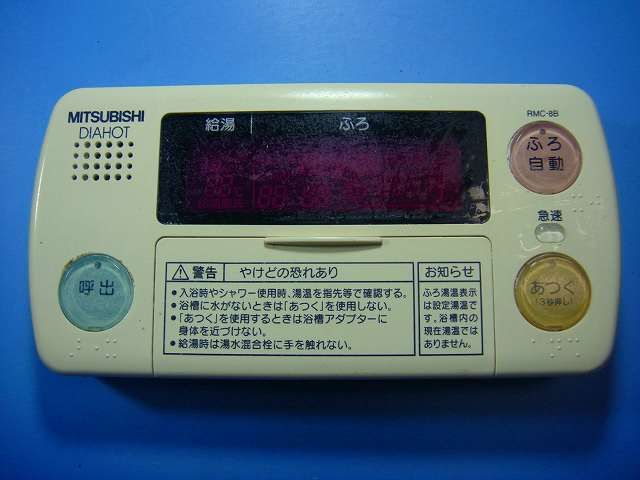 MITSUBISHI
DIAHOT
給湯
ふろ
RMC-8B
ふろ
自動
急速
呼出
あつく
(3秒押し)
⚠警告 やけどの恐れあり
●入浴時やシャワー使用時、湯温を指先等で確認する。
●浴槽に水がないときは「あつく」を使用しない。
●「あつく」を使用するときは浴槽アダプターに
身体を近づけない。
●給湯時は湯水混合栓に手を触れない。
お知らせ
ふろ湯温表示
は設定湯温で
す。浴槽内の
現在湯温では
ありません。